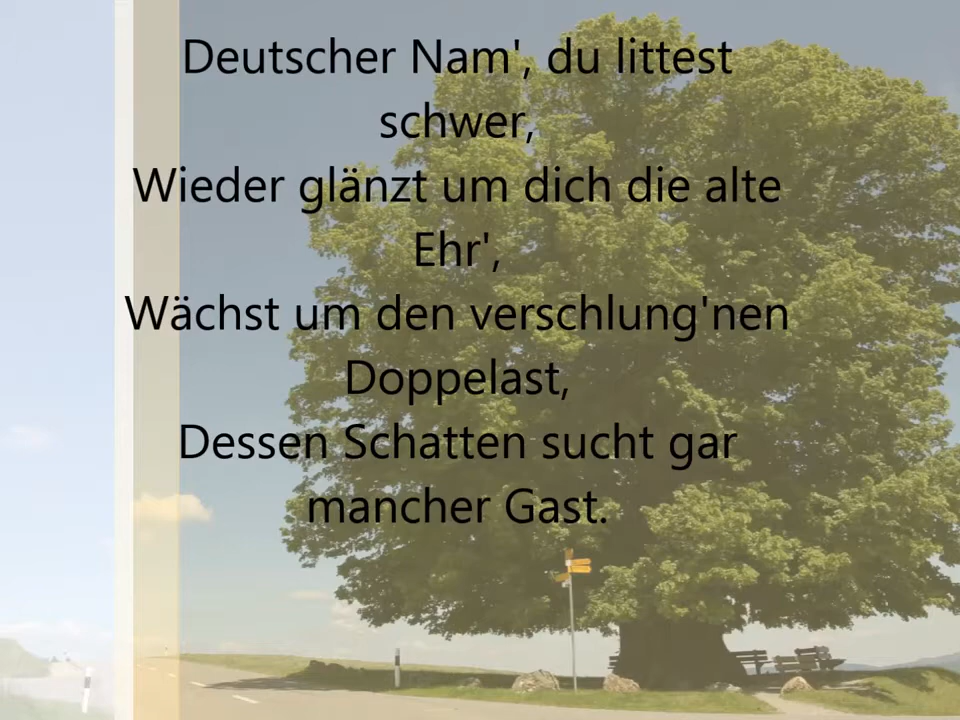 Deutscher Nam', du littest
schwer,
Wieder glänzt um dich die alte
Ehr',
Wächst um den verschlung'nen
Doppelast,
Dessen Schatten sucht gar
mancher Gast.